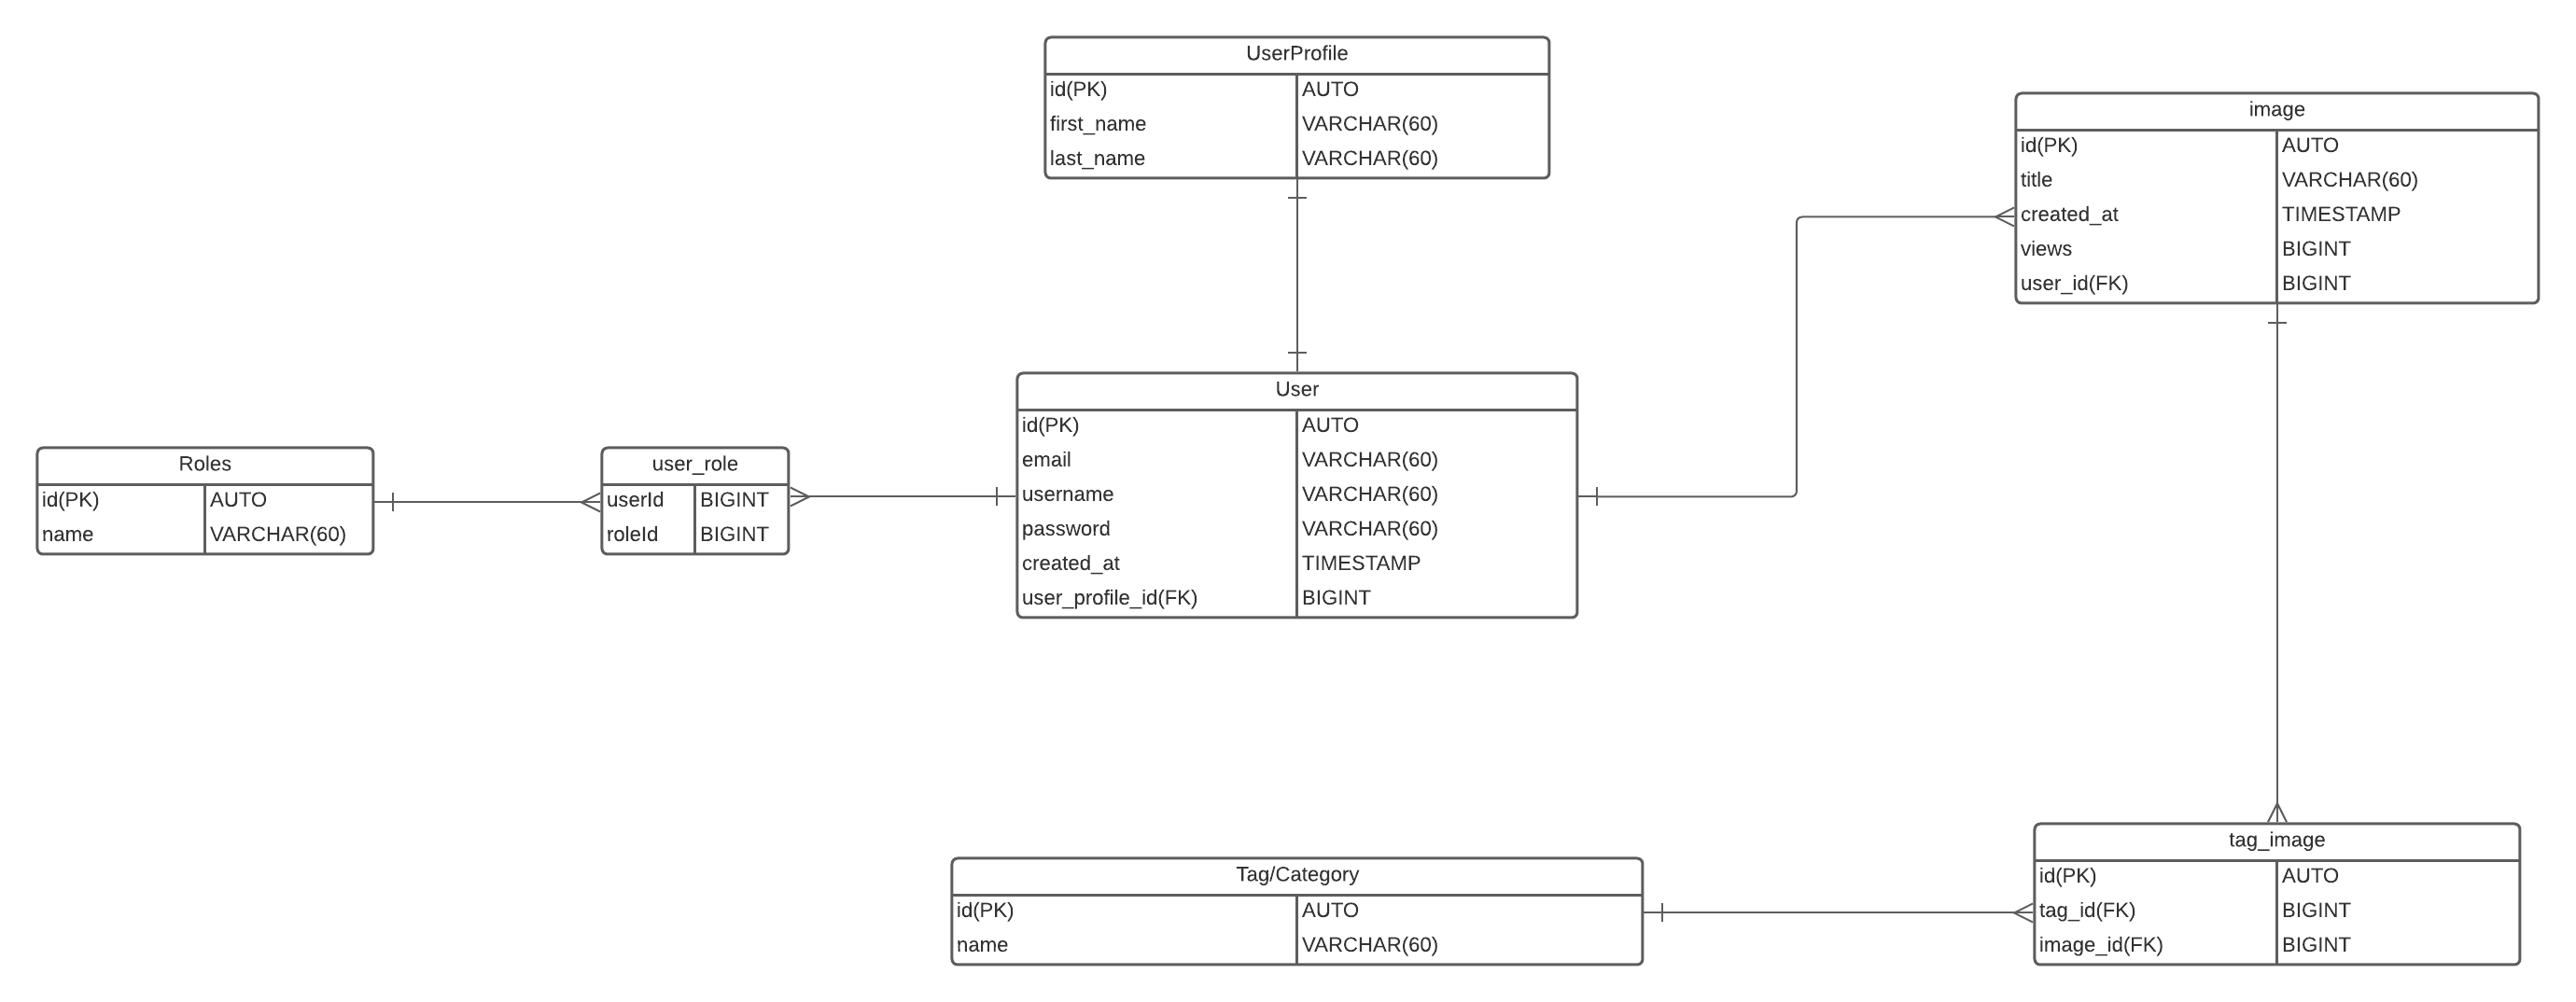 UserProfile
id(PK) AUTO
first_name VARCHAR(60)
last_name VARCHAR(60)
image
id(PK) AUTO
title VARCHAR(60)
created_at TIMESTAMP
views BIGINT
user_id(FK) BIGINT
User
id(PK) AUTO
email VARCHAR(60)
username VARCHAR(60)
password VARCHAR(60)
created_at TIMESTAMP
user_profile_id(FK) BIGINT
Roles
id(PK) AUTO
name VARCHAR(60)
user_role
userId BIGINT
roleId BIGINT
Tag/Category
id(PK) AUTO
name VARCHAR(60)
tag_image
id(PK) AUTO
tag_id(FK) BIGINT
image_id(FK) BIGINT